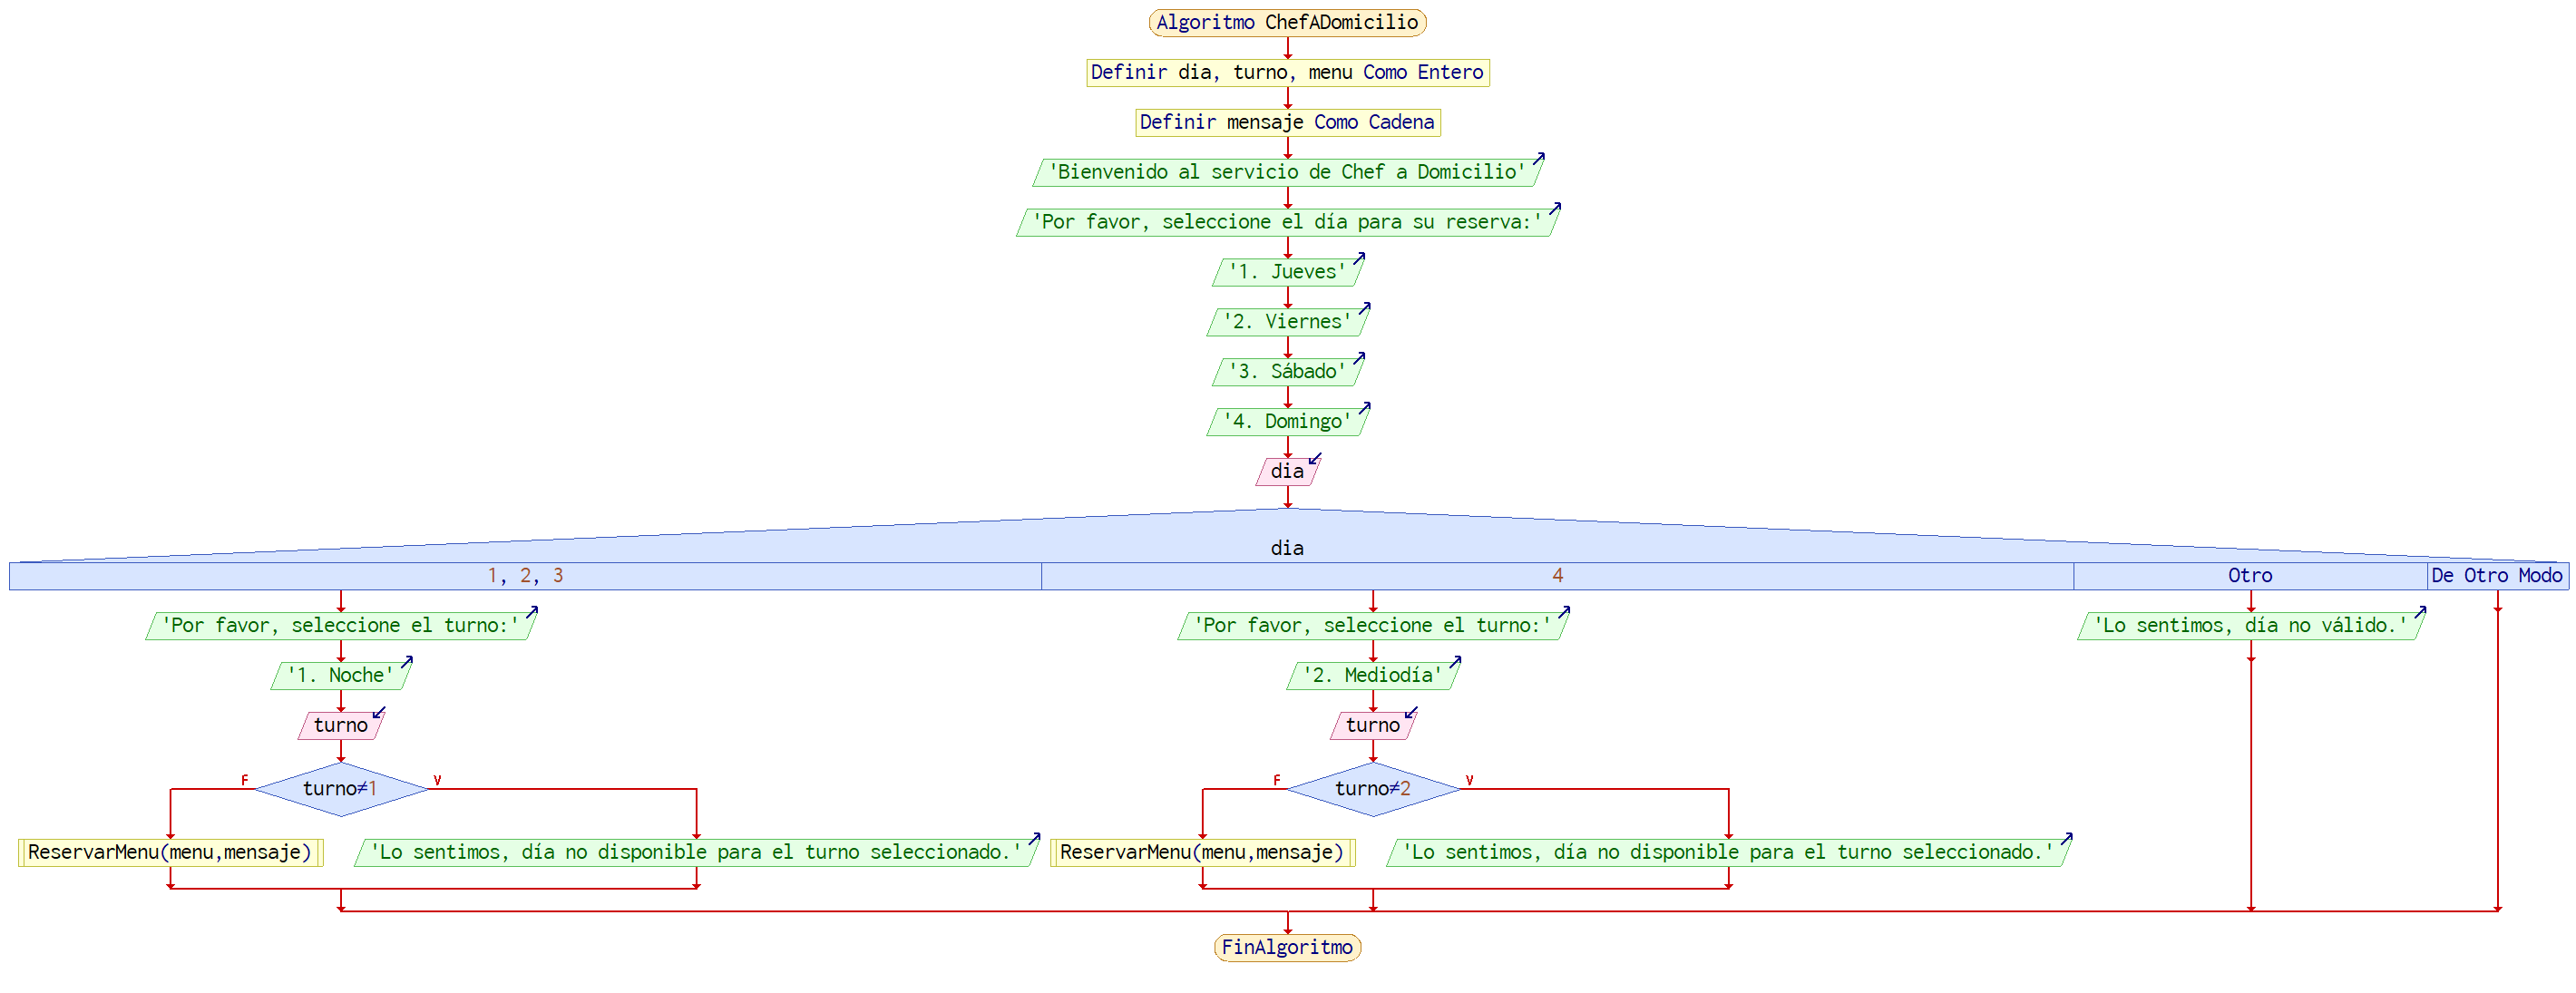 Algoritmo ChefADomicilio
Definir dia, turno, menu Como Entero
Definir mensaje Como Cadena
'Bienvenido al servicio de Chef a Domicilio'
'Por favor, seleccione el día para su reserva:'
'1. Jueves'
'2. Viernes'
'3. Sábado'
'4. Domingo'
dia
dia
1, 2, 3
4
Otro
De Otro Modo
'Por favor, seleccione el turno:'
'1. Noche'
turno
turno≠1
F
V
ReservarMenu(menu,mensaje)
'Lo sentimos, día no disponible para el turno seleccionado.'
'Por favor, seleccione el turno:'
'2. Mediodía'
turno
turno≠2
F
V
ReservarMenu(menu,mensaje)
'Lo sentimos, día no disponible para el turno seleccionado.'
'Lo sentimos, día no válido.'
FinAlgoritmo